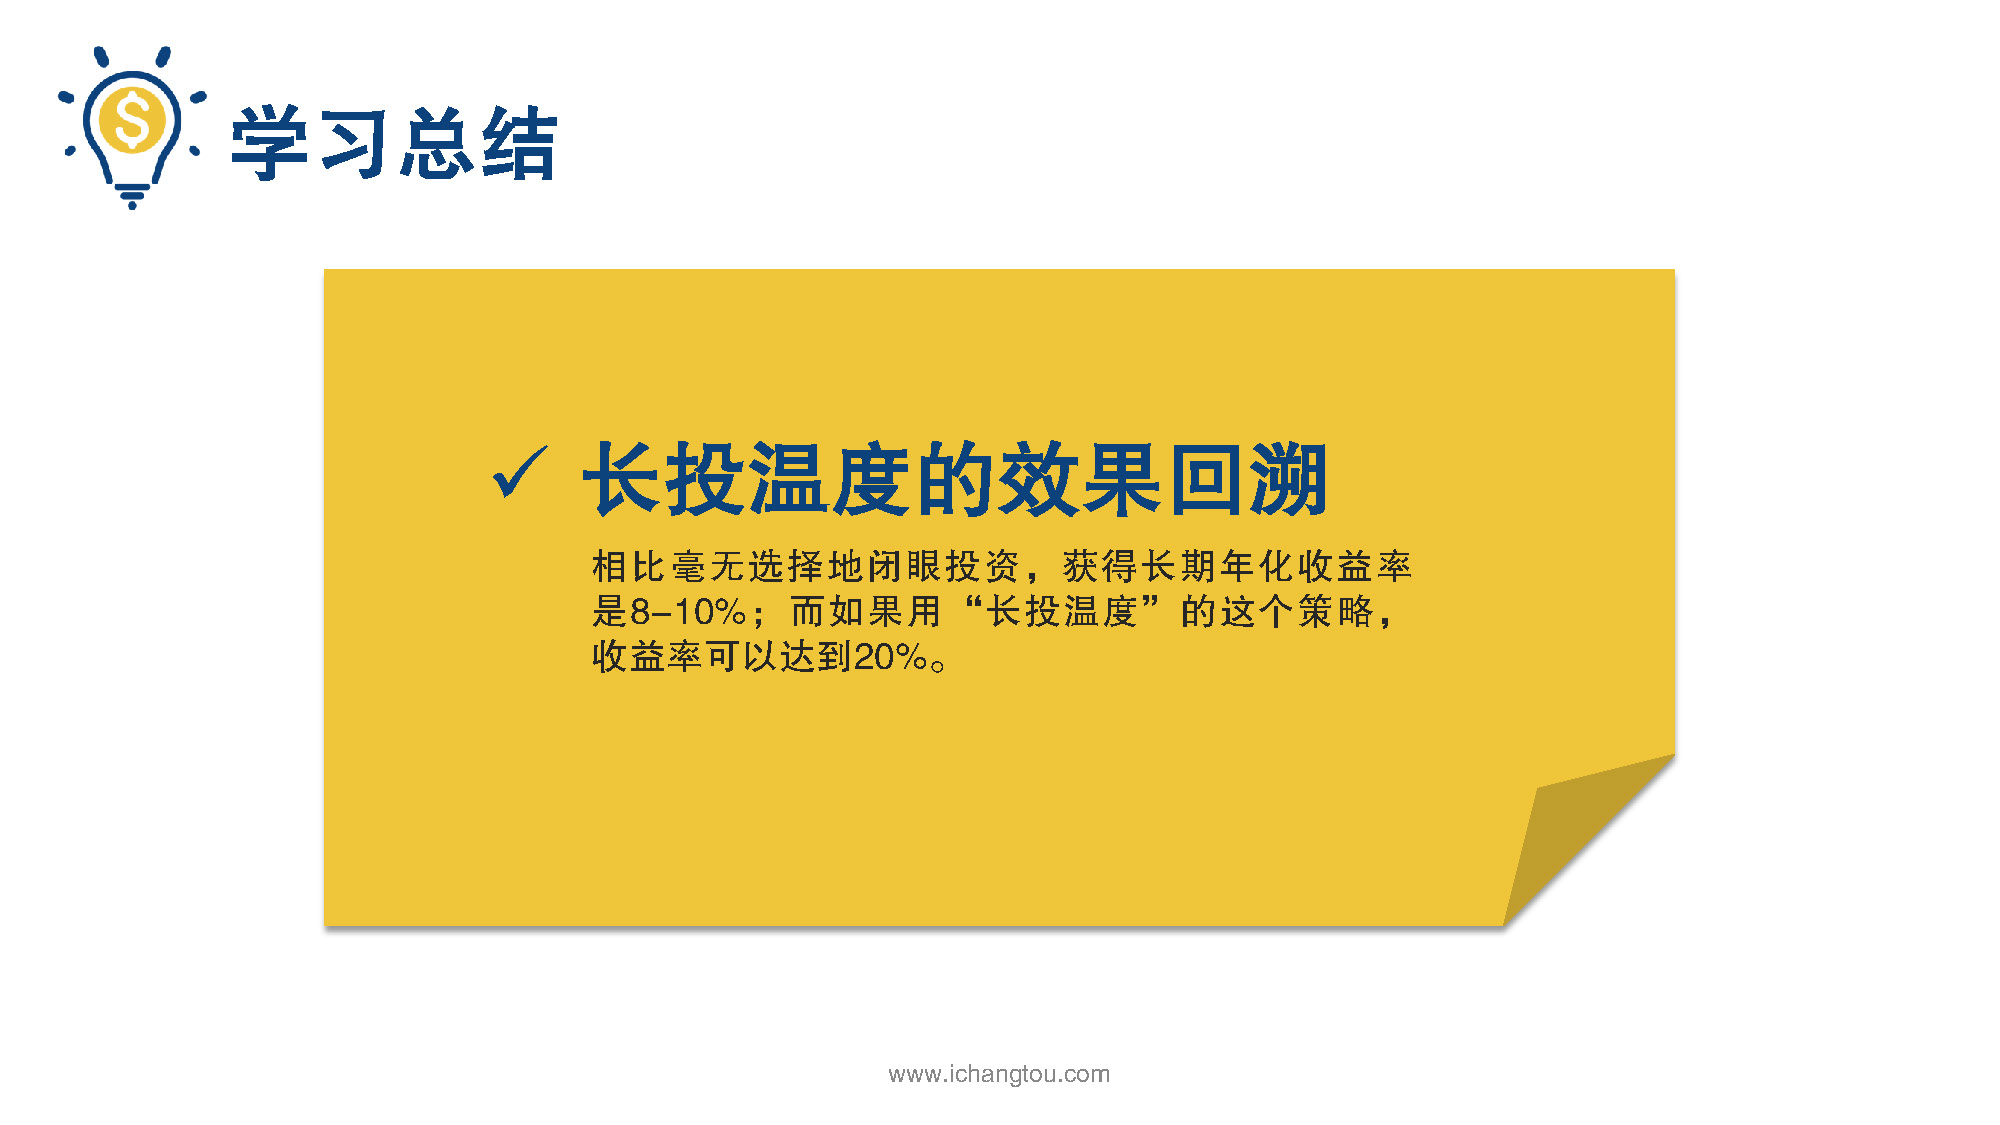 学习总结
✓ 长投温度的效果回溯
相比毫无选择地闭眼投资，获得长期年化收益率
是8-10%；而如果用“长投温度”的这个策略，
收益率可以达到20%。
www.ichangtou.com